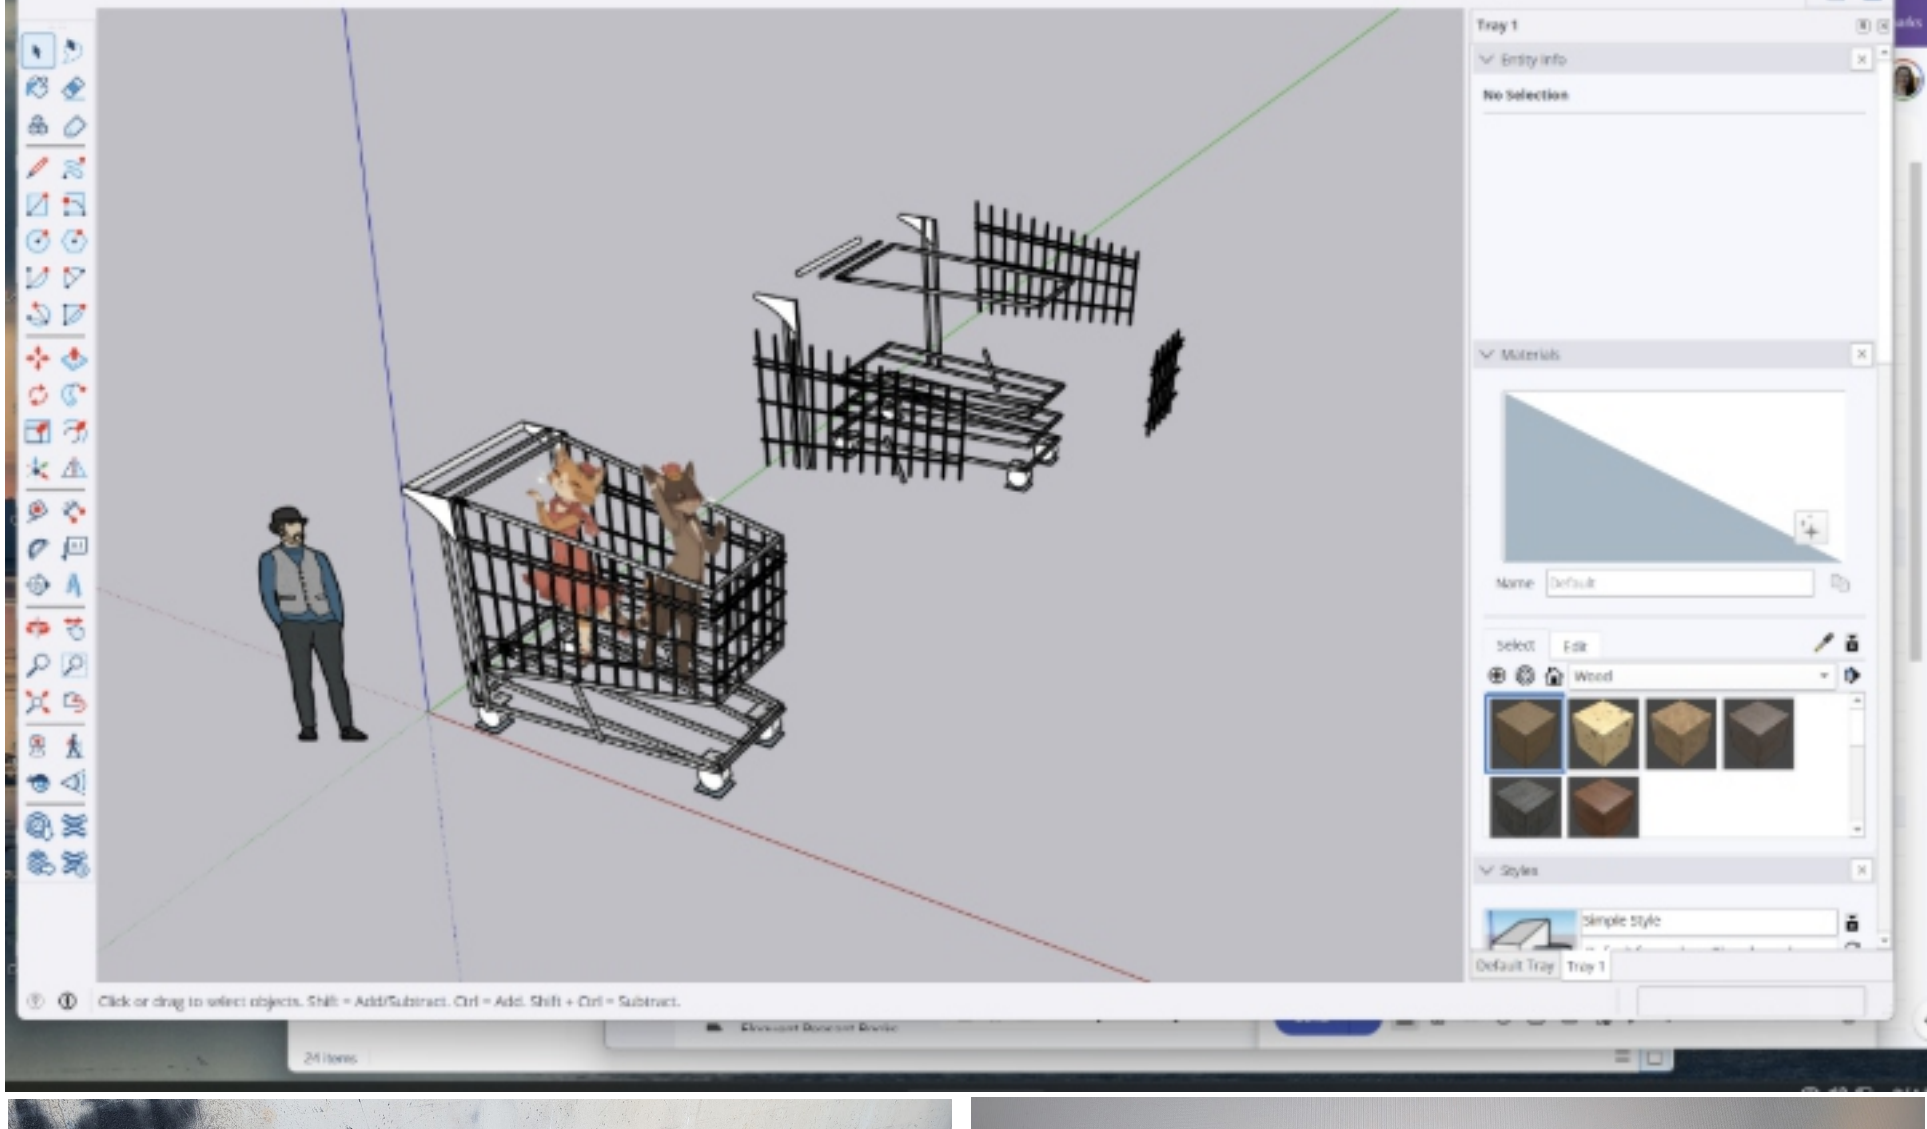 Tray 1
Entity Info
No Selection
Materials
Name Default
Select Edit
Wood
Styles
Simple Style
Default Tray Tray 1
Click or drag to select objects. Shift = Add/Subtract. Ctrl = Add. Shift + Ctrl = Subtract.
24 items